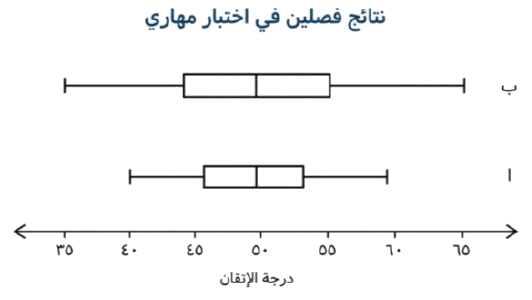 نتائج فصلين في اختبار مهاري
ب
ا
٣٥ ٤٠ ٤٥ ٥٠ ٥٥ ٦٠ ٦٥
درجة الإتقان